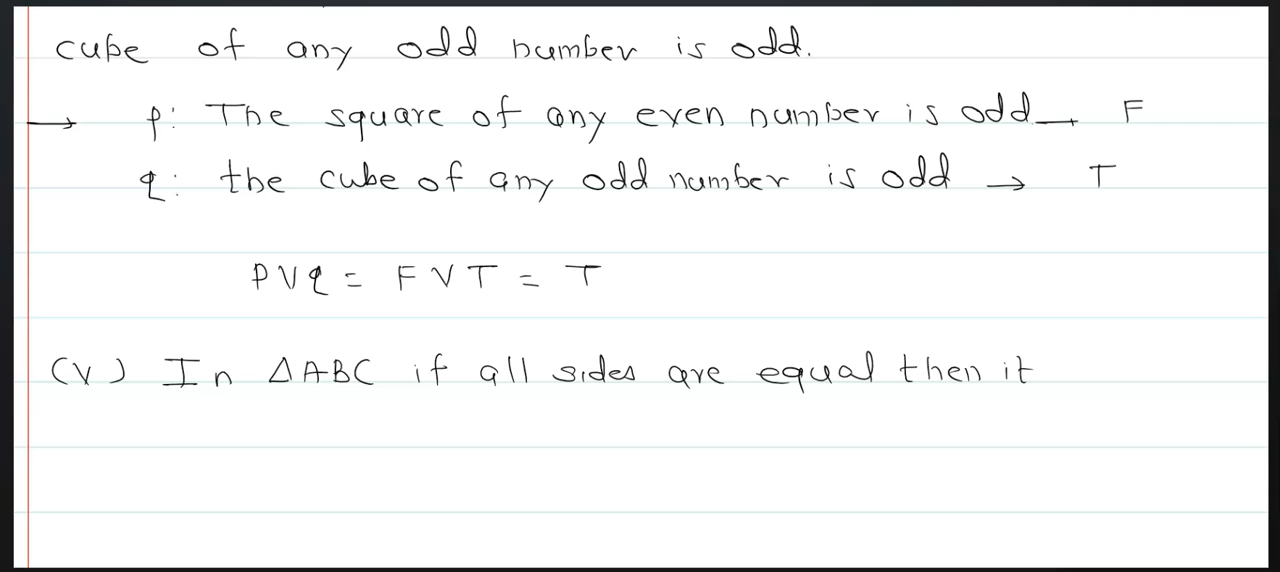 cube of any odd number is odd.
→ p: The square of any even number is odd → F
q: the cube of any odd number is odd → T
p∨q = F∨T = T
(v) In △ABC if all sides are equal then it